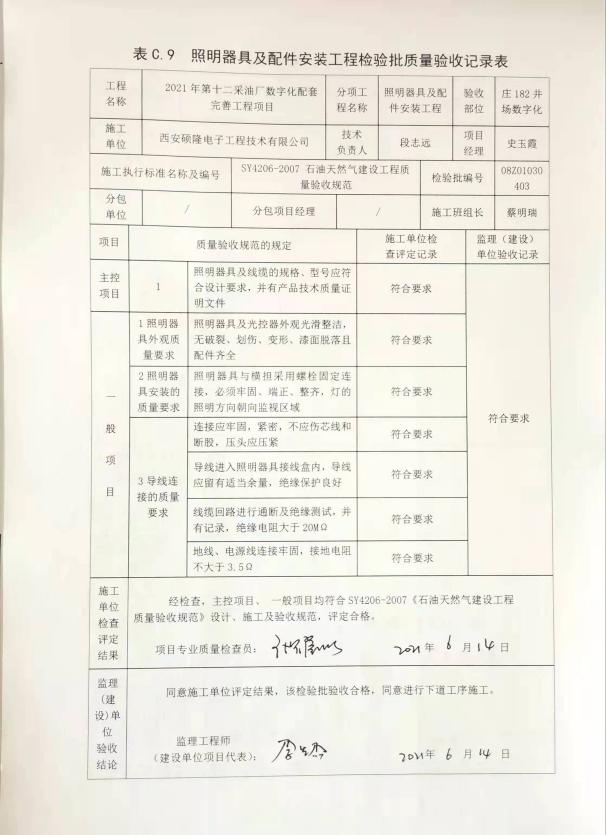 表 C.9 照明器具及配件安装工程检验批质量验收记录表
工程
名称
2021 年第十二采油厂数字化配套
完善工程项目
分项工
程名称
照明器具及配
件安装工程
验收
部位
庄 182 井
场数字化
施工
单位
西安硕隆电子工程技术有限公司
技术
负责人
段志远
项目
经理
史玉霞
施工执行标准名称及编号
SY4206-2007 石油天然气建设工程质
量验收规范
检验批编号
08Z01030
403
分包
单位
/
分包项目经理
/
施工班组长
蔡明瑞
项目
质量验收规范的规定
施工单位检
查评定记录
监理（建设）
单位验收记录
主控
项目
1
照明器具及线缆的规格、型号应符
合设计要求，并有产品技术质量证
明文件
符合要求
一
般
项
目
1 照明器
具外观质
量要求
照明器具及光控器外观光滑整洁，
无破裂、划伤、变形、漆面脱落且
配件齐全
符合要求
2 照明器
具安装的
质量要求
照明器具与横担采用螺栓固定连
接，必须牢固、端正、整齐，灯的
照明方向朝向监视区域
符合要求
符合要求
3 导线连
接的质量
要求
连接应牢固，紧密，不应伤芯线和
断股，压头应压紧
符合要求
导线进入照明器具接线盒内，导线
应留有适当余量，绝缘保护良好
符合要求
线缆回路进行通断及绝缘测试，并
有记录，绝缘电阻大于 20MΩ
符合要求
地线、电源线连接牢固，接地电阻
不大于 3.5Ω
符合要求
施工
单位
检查
评定
结果
经检查，主控项目、 一般项目均符合 SY4206-2007《石油天然气建设工程
质量验收规范》设计、施工及验收规范，评定合格。
项目专业质量检查员：
2021 年 6 月 14 日
监理
（建
设）单
位
验收
结论
同意施工单位评定结果，该检验批验收合格，同意进行下道工序施工。
监理工程师
（建设单位项目代表）：
2021年 6 月 14 日